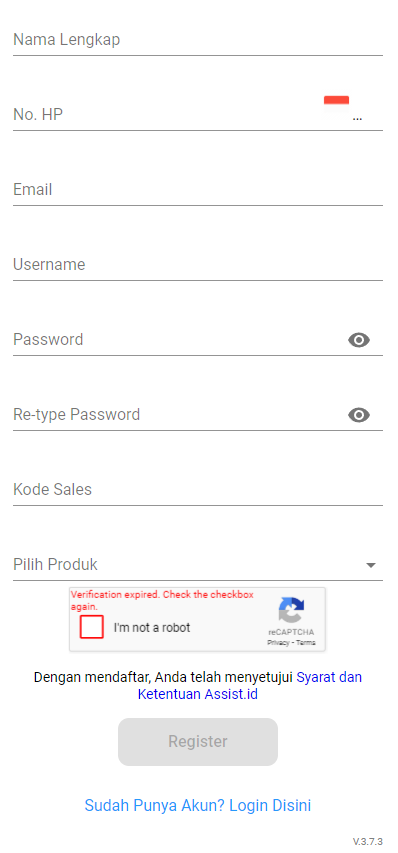 Nama Lengkap
No. HP
...
Email
Username
Password
Re-type Password
Kode Sales
Pilih Produk
Verification expired. Check the checkbox
again.
I'm not a robot
reCAPTCHA
Privacy - Terms
Dengan mendaftar, Anda telah menyetujui Syarat dan
Ketentuan Assist.id
Register
Sudah Punya Akun? Login Disini
V.3.7.3